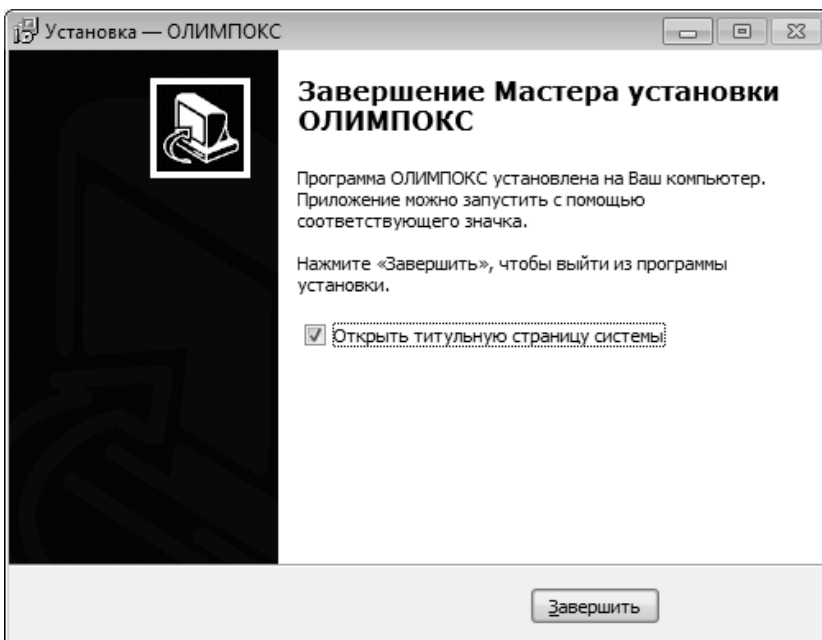 Установка — ОЛИМПОКС
Завершение Мастера установки
ОЛИМПОКС
Программа ОЛИМПОКС установлена на Ваш компьютер.
Приложение можно запустить с помощью
соответствующего значка.
Нажмите «Завершить», чтобы выйти из программы
установки.
Открыть титульную страницу системы
Завершить